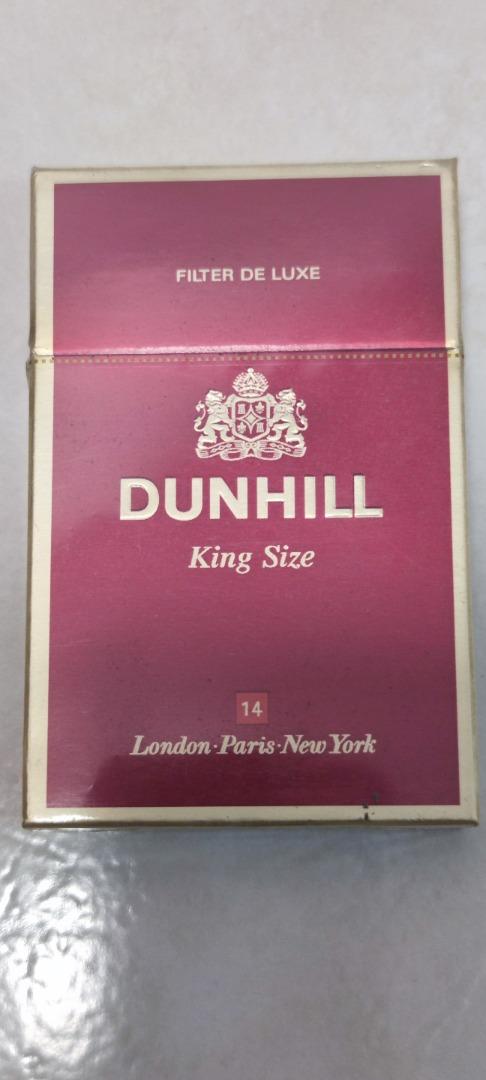 FILTER DE LUXE
DUNHILL
King Size
14
London·Paris·New York